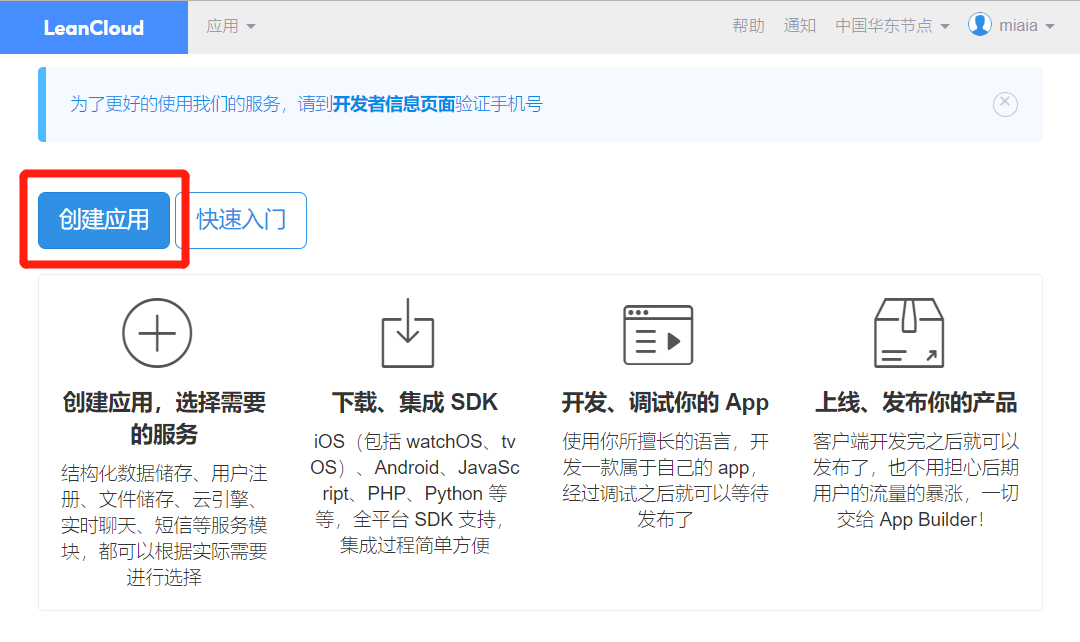 LeanCloud 应用 帮助 通知 中国华东节点 miaia
为了更好的使用我们的服务，请到开发者信息页面验证手机号
创建应用 快速入门
创建应用，选择需要
的服务
结构化数据储存、用户注
册、文件储存、云引擎、
实时聊天、短信等服务模
块，都可以根据实际需要
进行选择
下载、集成 SDK
iOS（包括 watchOS、tv
OS）、Android、JavaSc
ript、PHP、Python 等
等，全平台 SDK 支持，
集成过程简单方便
开发、调试你的 App
使用你所擅长的语言，开
发一款属于自己的 app，
经过调试之后就可以等待
发布了
上线、发布你的产品
客户端开发完之后就可以
发布了，也不用担心后期
用户的流量的暴涨，一切
交给 App Builder！